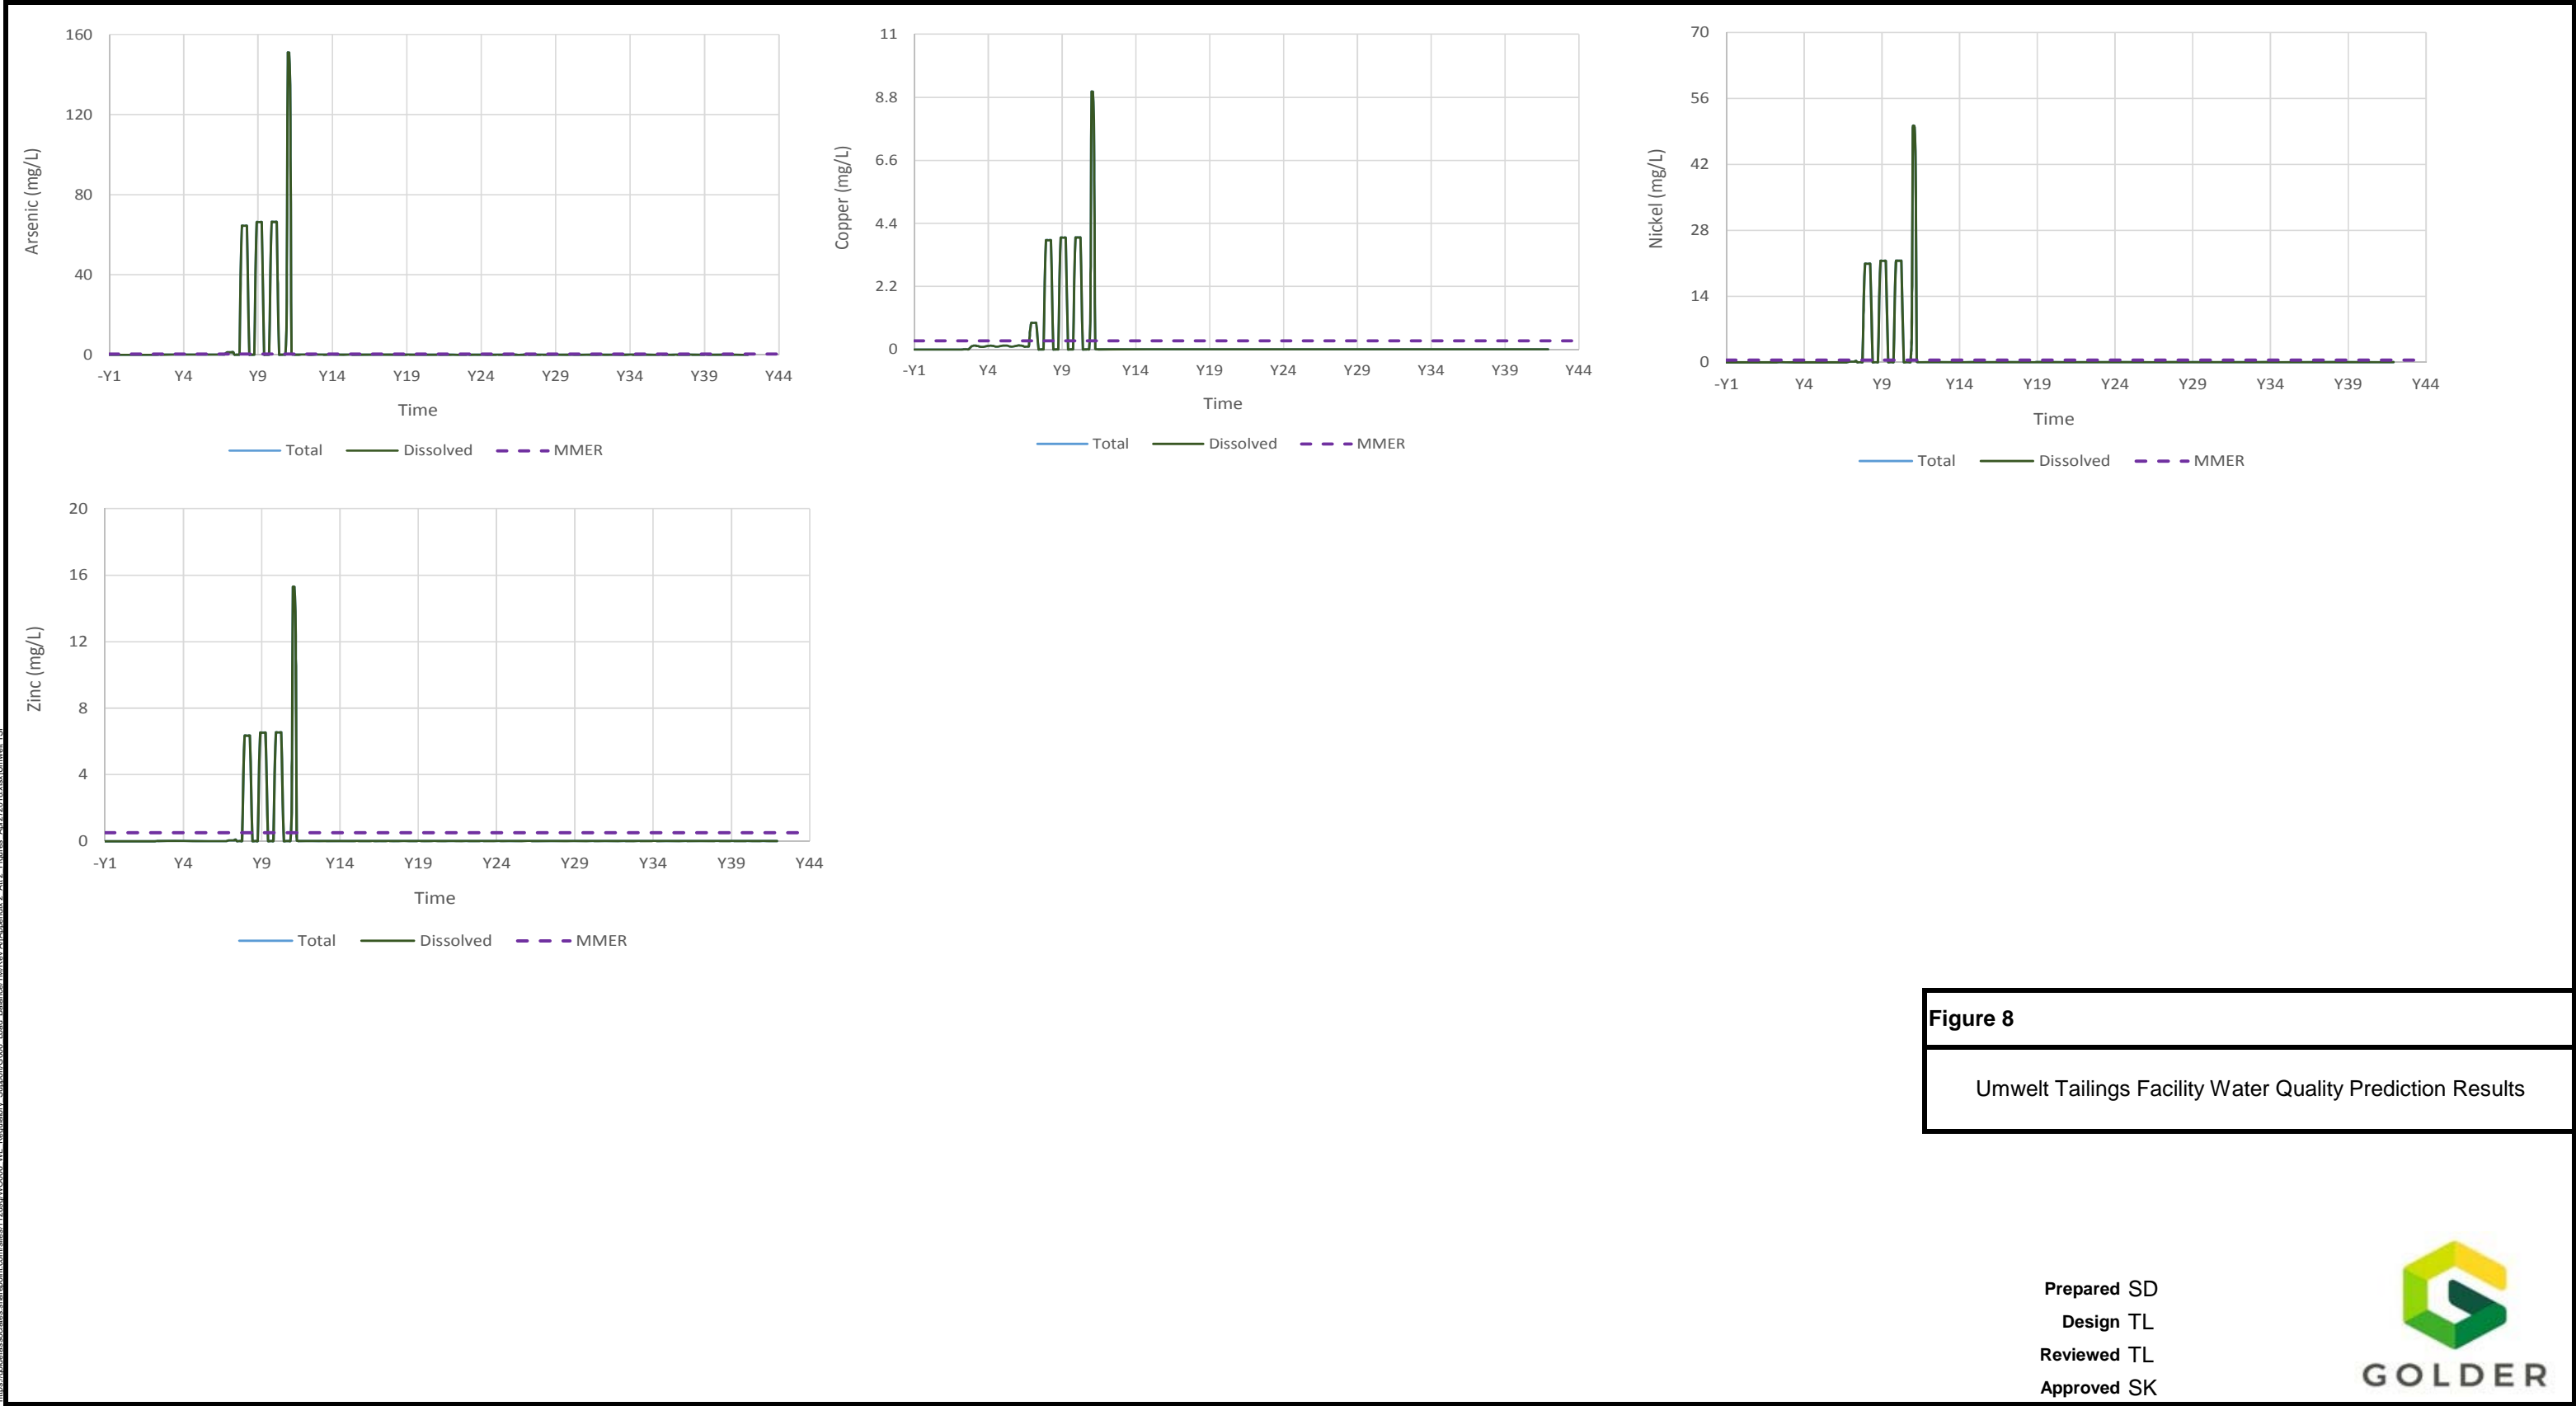 160
120
80
40
0
Arsenic (mg/L)
-Y1 Y4 Y9 Y14 Y19 Y24 Y29 Y34 Y39 Y44
Time
Total Dissolved MMER
11
8.8
6.6
4.4
2.2
0
Copper (mg/L)
-Y1 Y4 Y9 Y14 Y19 Y24 Y29 Y34 Y39 Y44
Time
Total Dissolved MMER
70
56
42
28
14
0
Nickel (mg/L)
-Y1 Y4 Y9 Y14 Y19 Y24 Y29 Y34 Y39 Y44
Time
Total Dissolved MMER
20
16
12
8
4
0
Zinc (mg/L)
-Y1 Y4 Y9 Y14 Y19 Y24 Y29 Y34 Y39 Y44
Time
Total Dissolved MMER
Figure 8
Umwelt Tailings Facility Water Quality Prediction Results
Prepared SD
Design TL
Reviewed TL
Approved SK
GOLDER